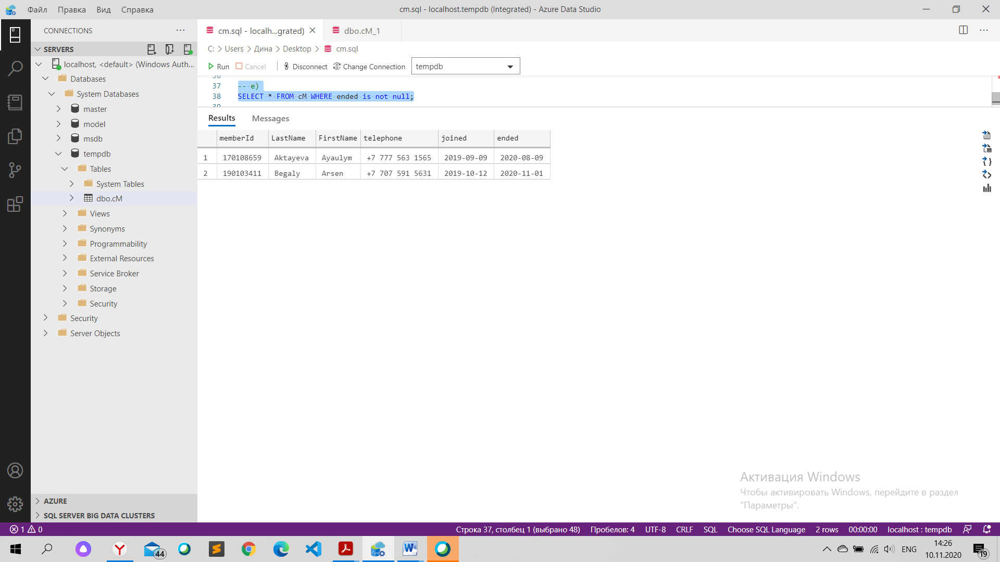 Файл Правка Вид Справка
cm.sql - localhost.tempdb (Integrated) - Azure Data Studio
CONNECTIONS
SERVERS
localhost, <default> (Windows Auth...
Databases
System Databases
master
model
msdb
tempdb
Tables
System Tables
dbo.cM
Views
Synonyms
Programmability
External Resources
Service Broker
Storage
Security
Security
Server Objects
AZURE
SQL SERVER BIG DATA CLUSTERS
cm.sql - localh...grated)
dbo.cM_1
C: > Users > Дина > Desktop > cm.sql
Run Cancel Disconnect Change Connection tempdb
36
37 -- e)
38 SELECT * FROM cM WHERE ended is not null;
39
Results Messages
memberId LastName FirstName telephone joined ended
1 170108659 Aktayeva Ayaulym +7 777 563 1565 2019-09-09 2020-08-09
2 190103411 Begaly Arsen +7 707 591 5631 2019-10-12 2020-11-01
Активация Windows
Чтобы активировать Windows, перейдите в раздел
"Параметры".
1 0
Строка 37, столбец 1 (выбрано 48) Пробелов: 4 UTF-8 CRLF SQL Choose SQL Language 2 rows 00:00:00 localhost : tempdb
44
ENG
14:26
10.11.2020
19